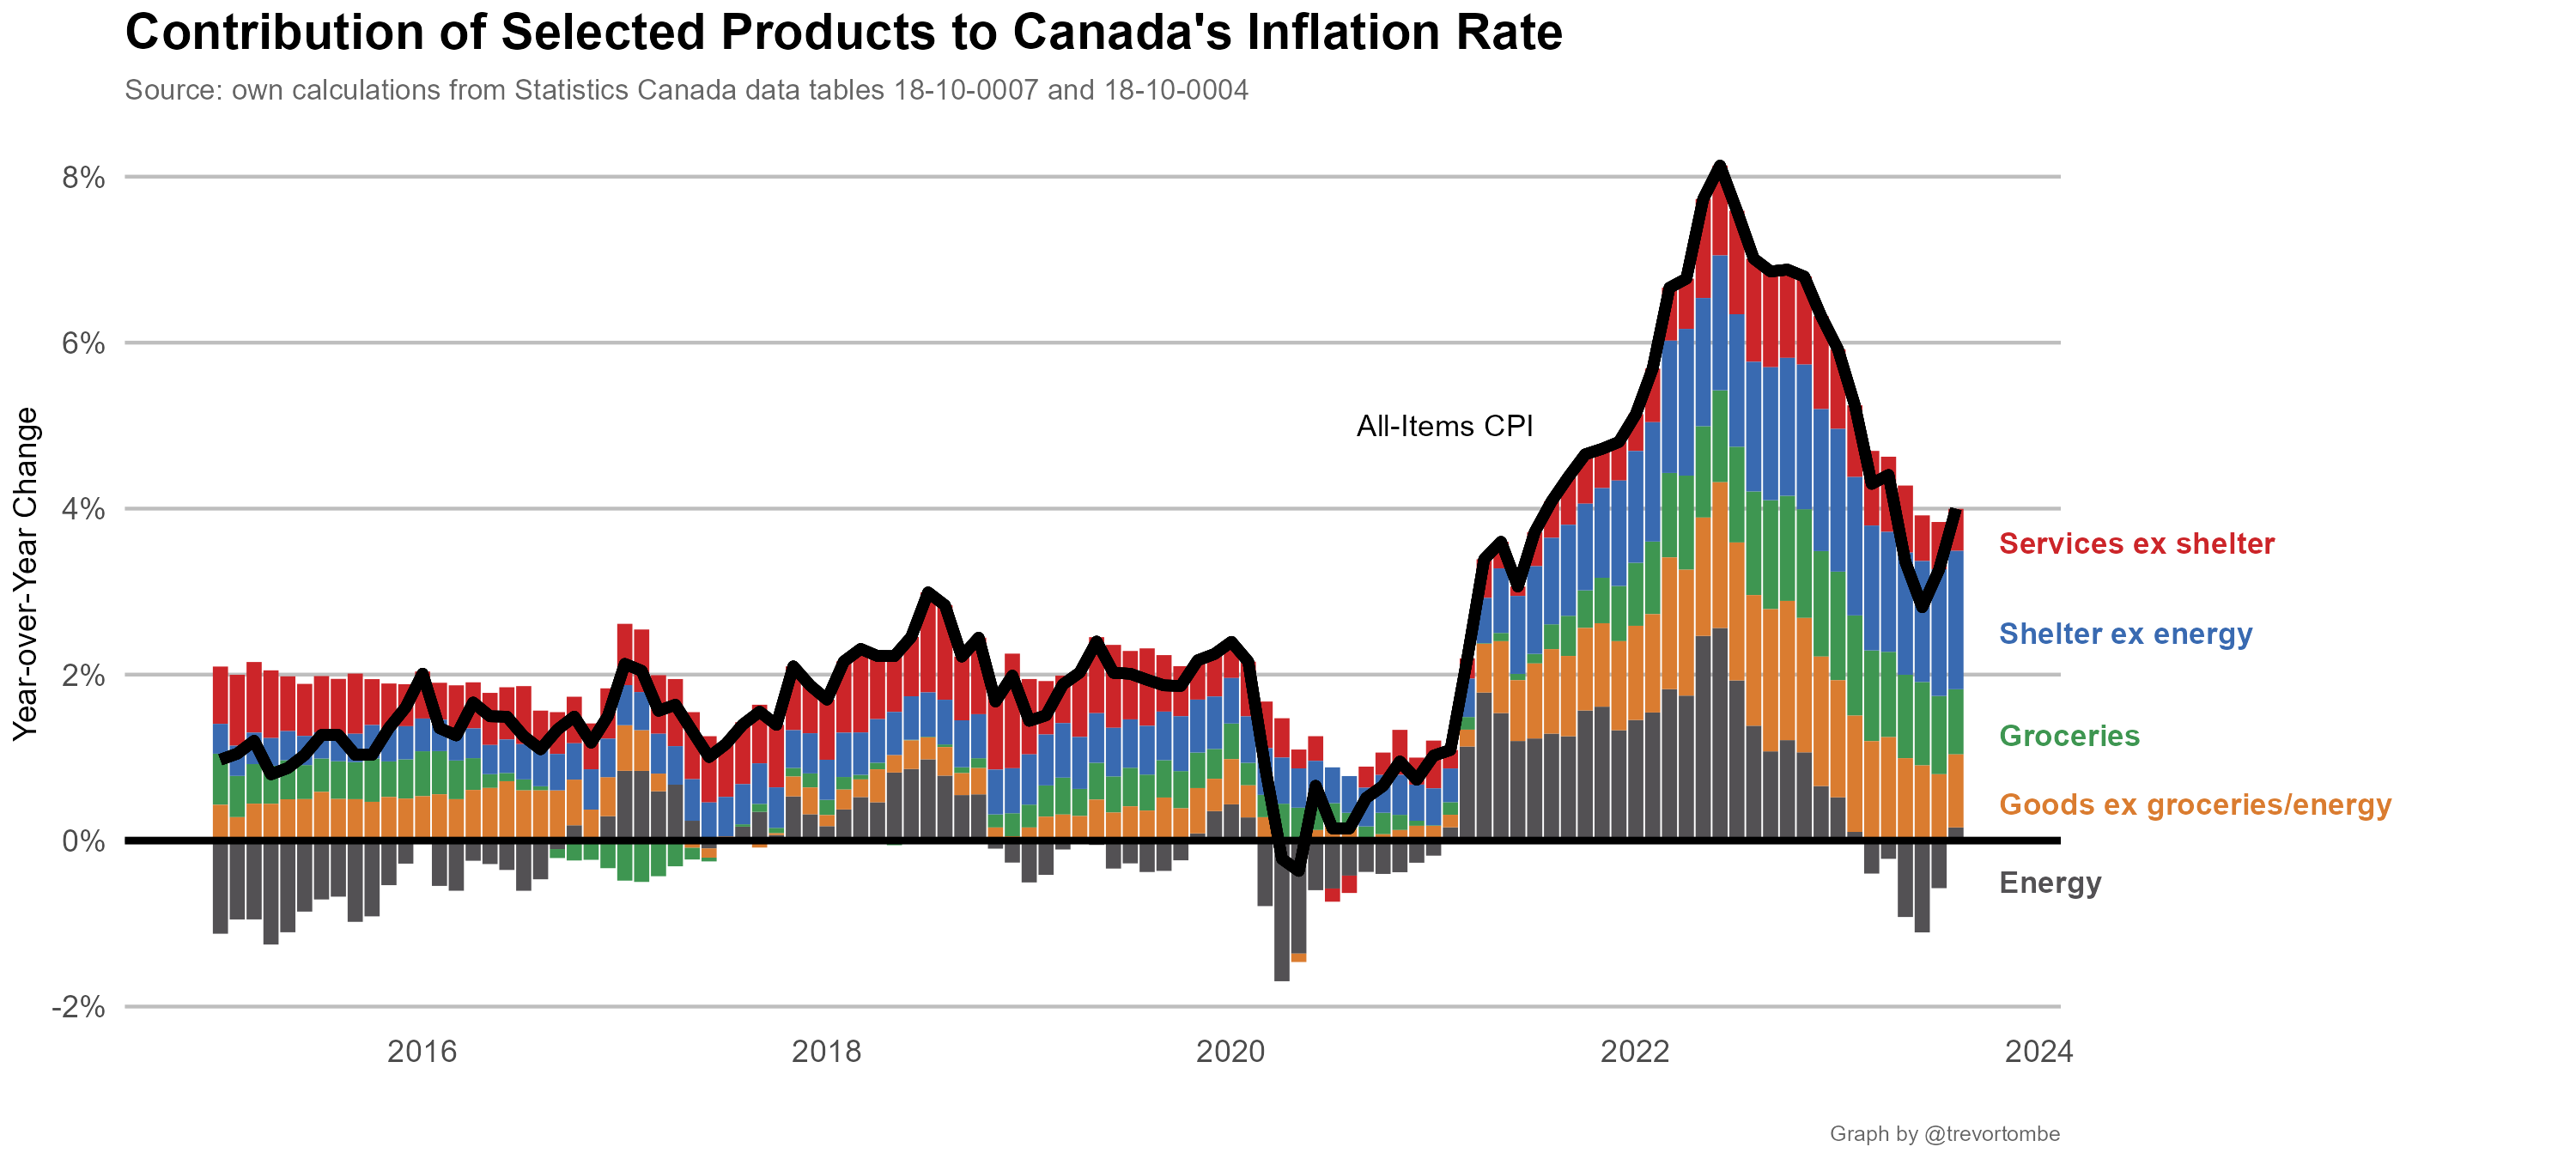 Contribution of Selected Products to Canada's Inflation Rate
Source: own calculations from Statistics Canada data tables 18-10-0007 and 18-10-0004
Year-over-Year Change
8%
6%
4%
2%
0%
-2%
All-Items CPI
Services ex shelter
Shelter ex energy
Groceries
Goods ex groceries/energy
Energy
2016
2018
2020
2022
2024
Graph by @trevortombe